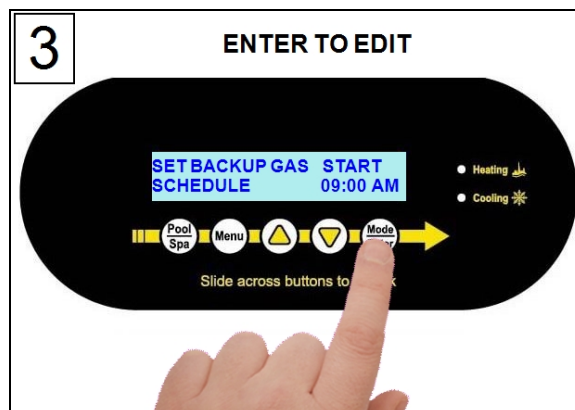 3
ENTER TO EDIT
SET BACKUP GAS START
SCHEDULE 09:00 AM
Heating
Cooling
Pool
Spa
Menu
Mode
Slide across buttons to